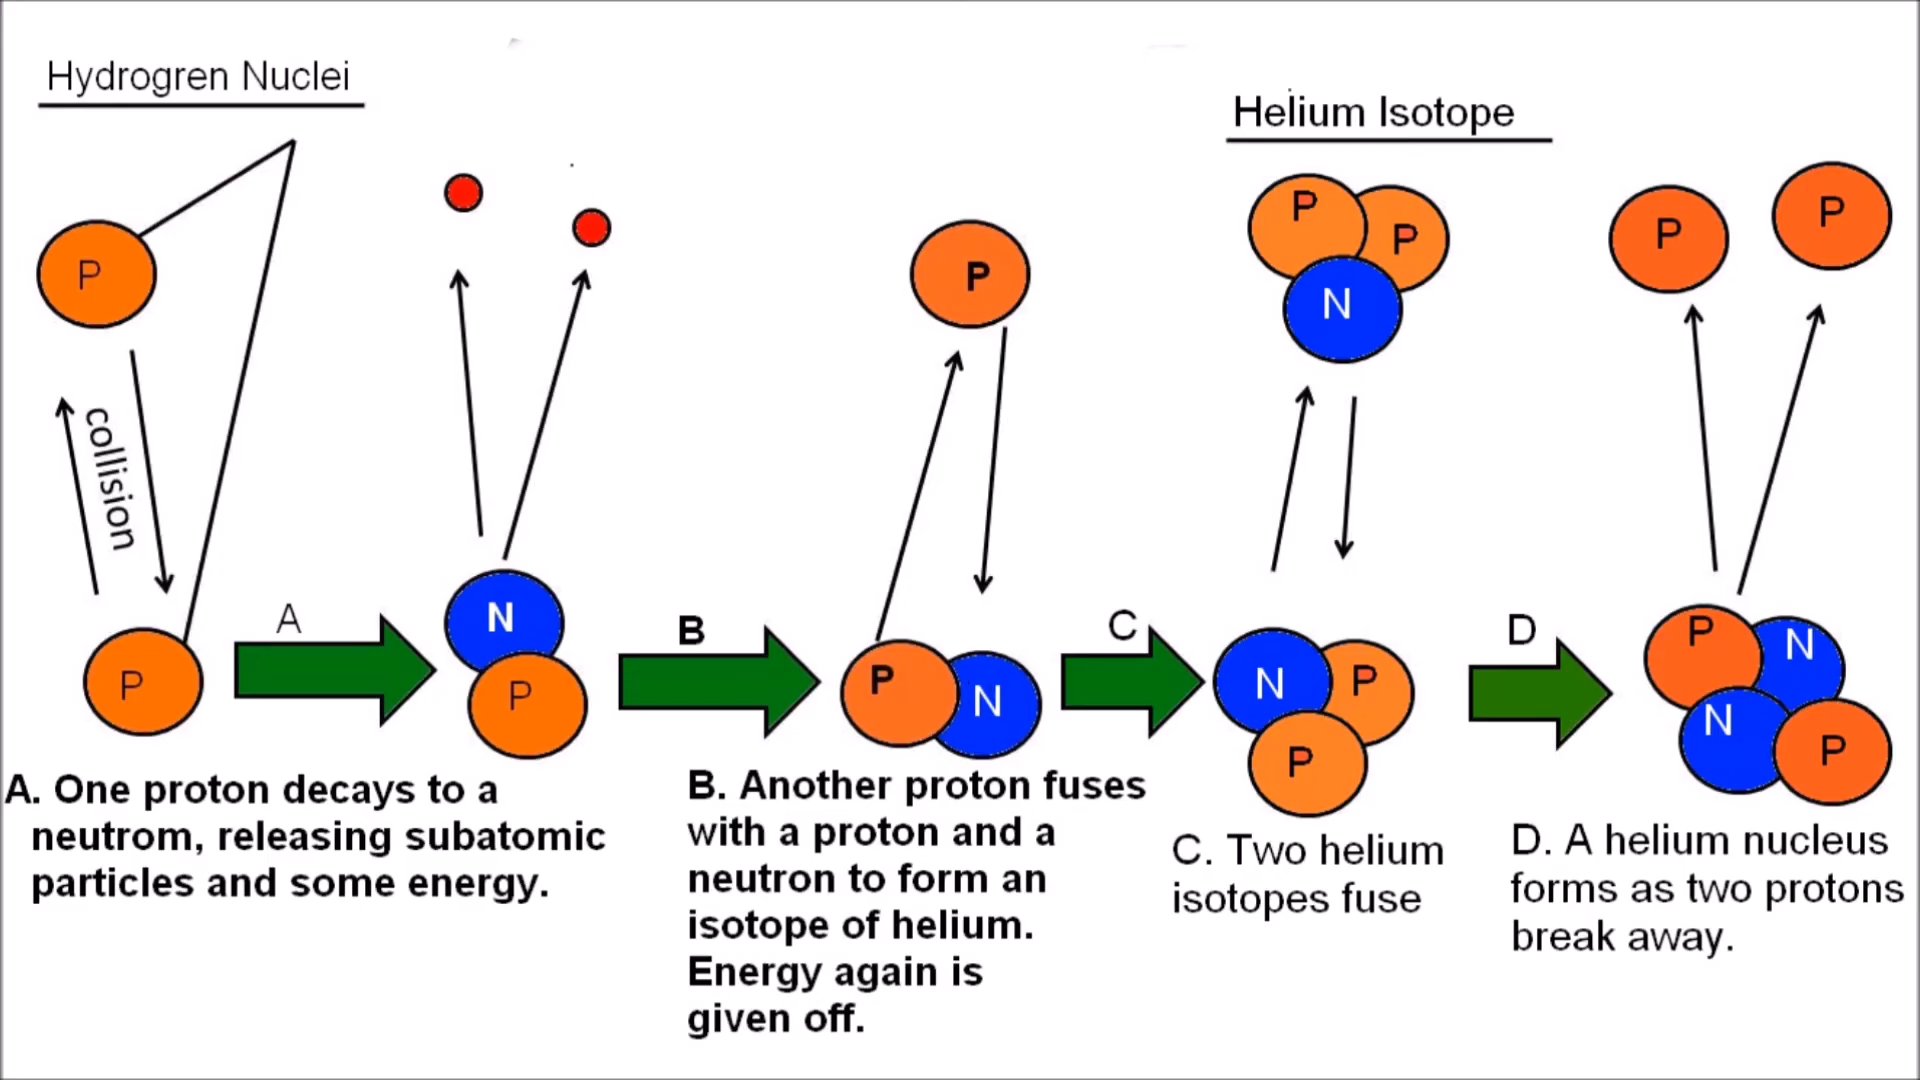 Hydrogren Nuclei
Helium Isotope
P
P
P
P
P
P
N
collision
A
N
P
P
B
P
N
C
N
P
P
D
P
N
N
P
A. One proton decays to a
neutrom, releasing subatomic
particles and some energy.
B. Another proton fuses
with a proton and a
neutron to form an
isotope of helium.
Energy again is
given off.
C. Two helium
isotopes fuse
D. A helium nucleus
forms as two protons
break away.